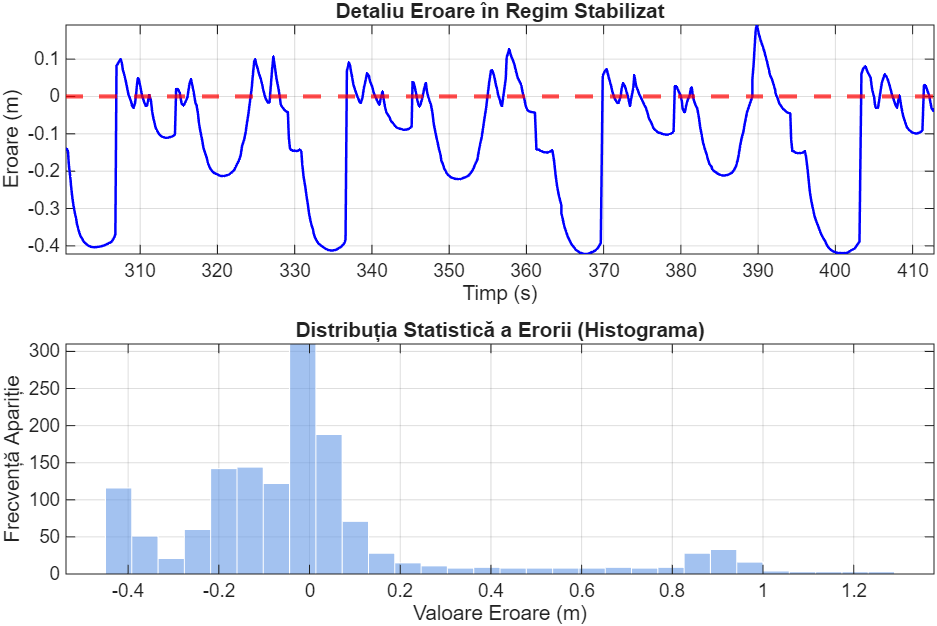 Detaliu Eroare în Regim Stabilizat
0.1
0
-0.1
-0.2
-0.3
-0.4
Eroare (m)
310 320 330 340 350 360 370 380 390 400 410
Timp (s)
Distribuția Statistică a Erorii (Histograma)
300
250
200
150
100
50
0
Frecvență Apariție
-0.4 -0.2 0 0.2 0.4 0.6 0.8 1 1.2
Valoare Eroare (m)